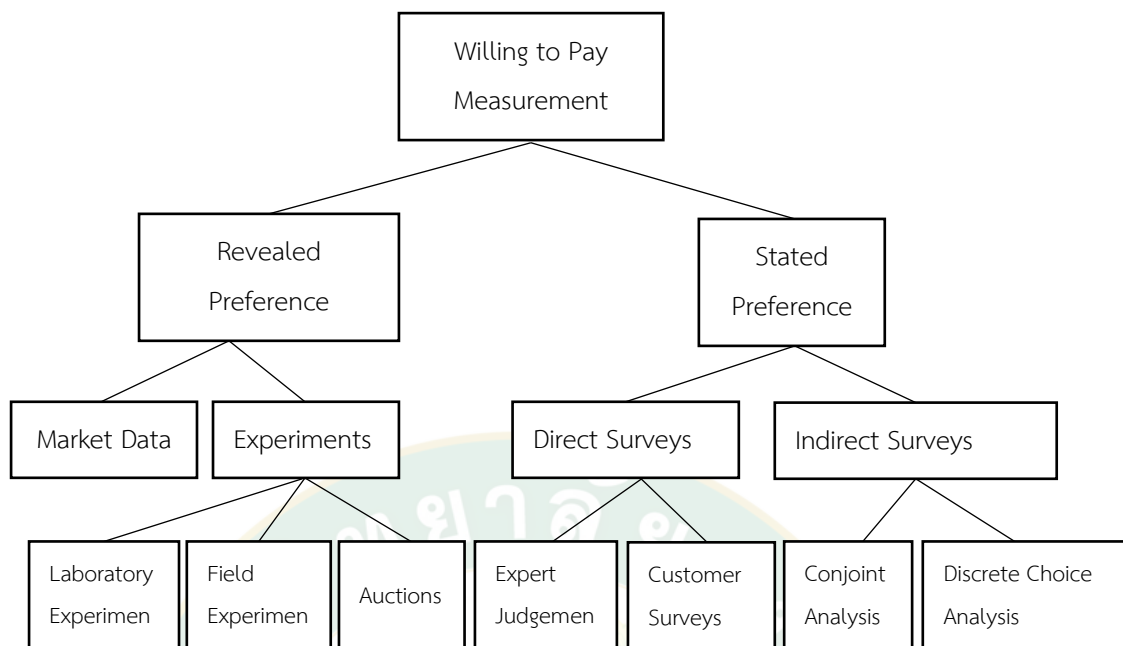 Willing to Pay
Measurement
Revealed
Preference
Stated
Preference
Market Data
Experiments
Direct Surveys
Indirect Surveys
Laboratory
Experimen
Field
Experimen
Auctions
Expert
Judgemen
Customer
Surveys
Conjoint
Analysis
Discrete Choice
Analysis